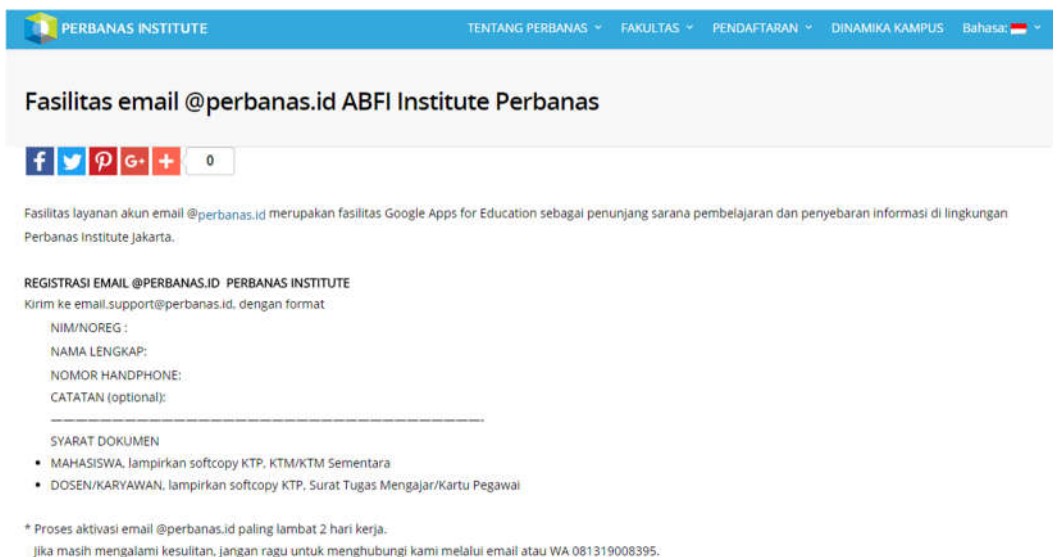 PERBANAS INSTITUTE
TENTANG PERBANAS FAKULTAS PENDAFTARAN DINAMIKA KAMPUS Bahasa:
Fasilitas email @perbanas.id ABFI Institute Perbanas
f G+ + 0
Fasilitas layanan akun email @perbanas.id merupakan fasilitas Google Apps for Education sebagai penunjang sarana pembelajaran dan penyebaran informasi di lingkungan
Perbanas Institute Jakarta.
REGISTRASI EMAIL @PERBANAS.ID PERBANAS INSTITUTE
Kirim ke email.support@perbanas.id, dengan format
NIM/NOREG :
NAMA LENGKAP:
NOMOR HANDPHONE:
CATATAN (optional):
————————————————————————————————————-
SYARAT DOKUMEN
• MAHASISWA, lampirkan softcopy KTP, KTM/KTM Sementara
• DOSEN/KARYAWAN, lampirkan softcopy KTP, Surat Tugas Mengajar/Kartu Pegawai
* Proses aktivasi email @perbanas.id paling lambat 2 hari kerja.
Jika masih mengalami kesulitan, jangan ragu untuk menghubungi kami melalui email atau WA 081319008395.